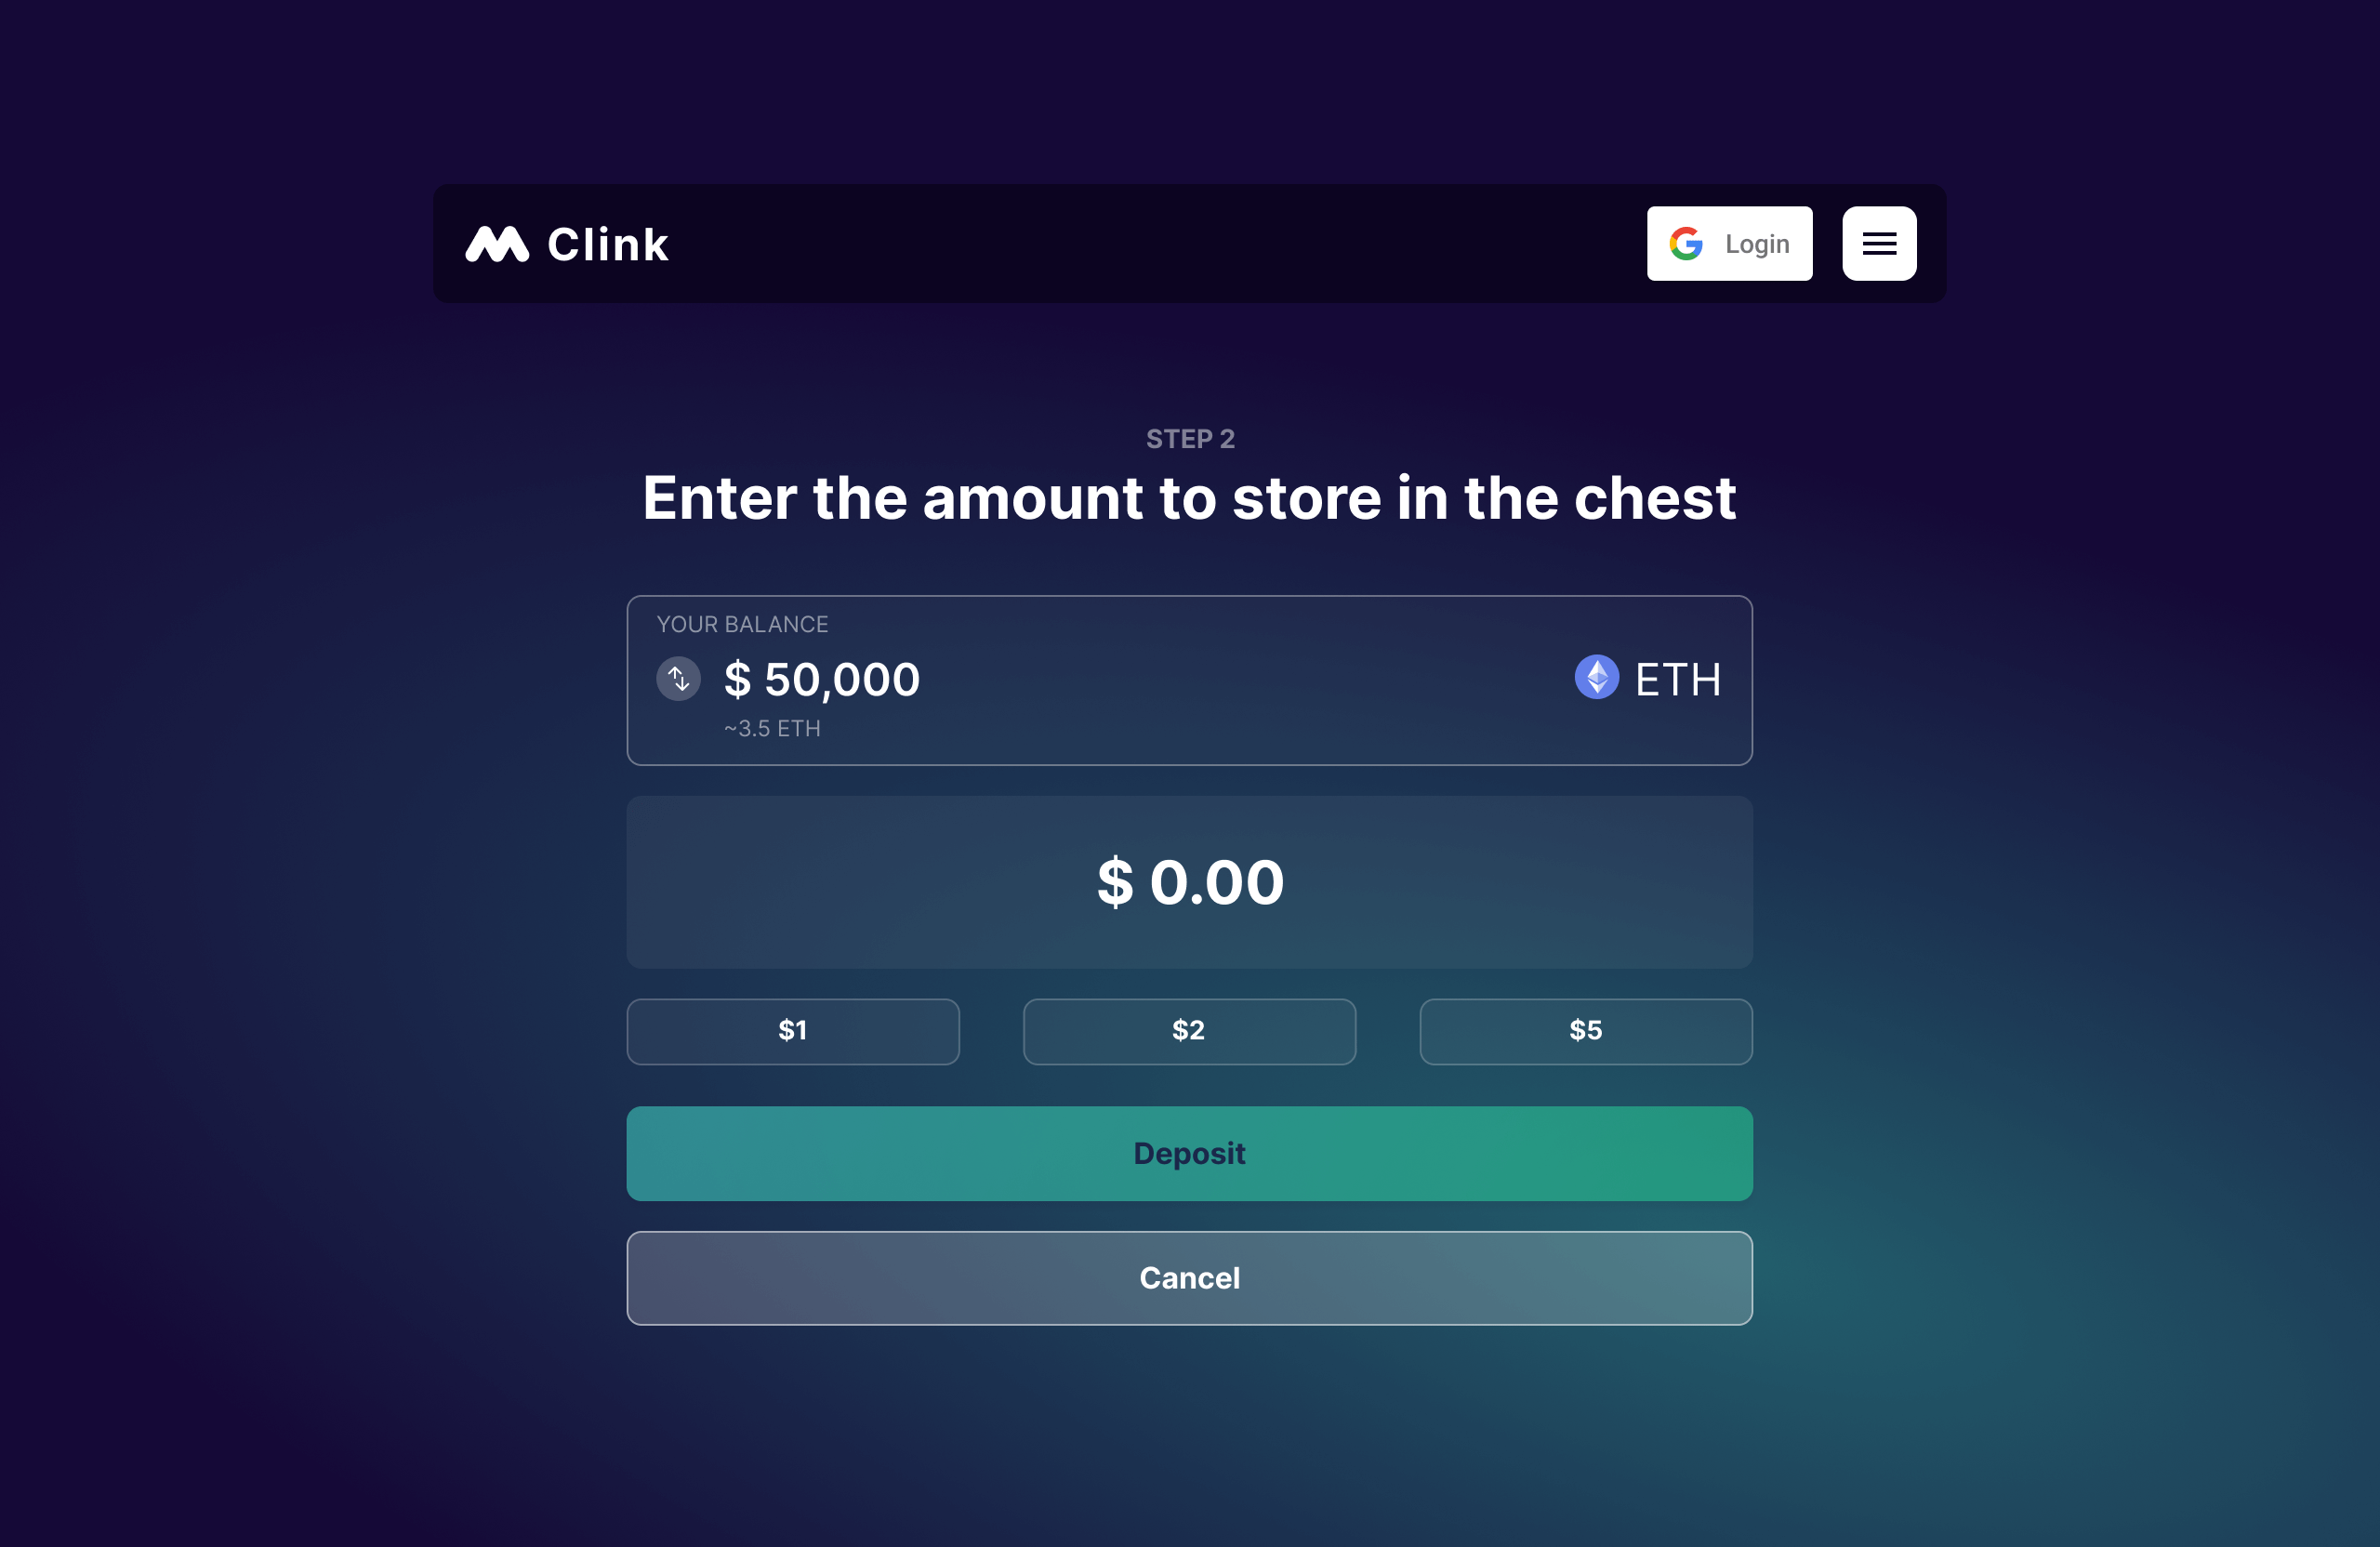 Clink
Login
STEP 2
Enter the amount to store in the chest
YOUR BALANCE
$ 50,000
ETH
~3.5 ETH
$ 0.00
$1
$2
$5
Deposit
Cancel